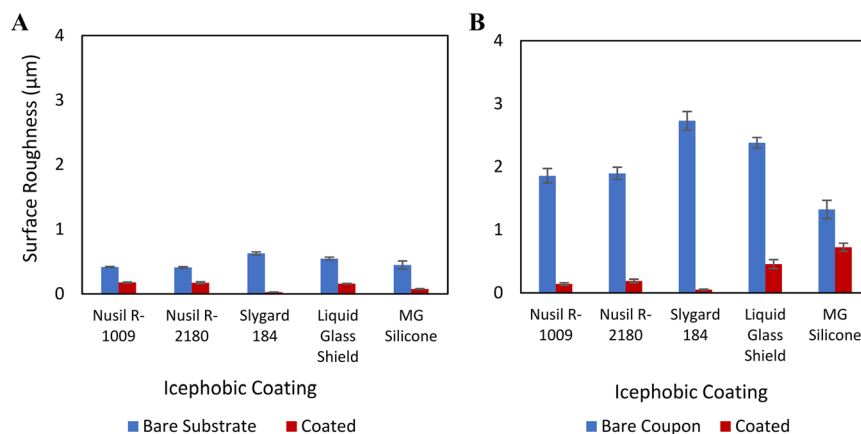 A
Surface Roughness (μm)
4
3
2
1
0
Nusil R-
1009
Nusil R-
2180
Slygard
184
Liquid
Glass
Shield
MG
Silicone
Icephobic Coating
Bare Substrate
Coated
B
4
3
2
1
0
Nusil R-
1009
Nusil R-
2180
Slygard
184
Liquid
Glass
Shield
MG
Silicone
Icephobic Coating
Bare Coupon
Coated